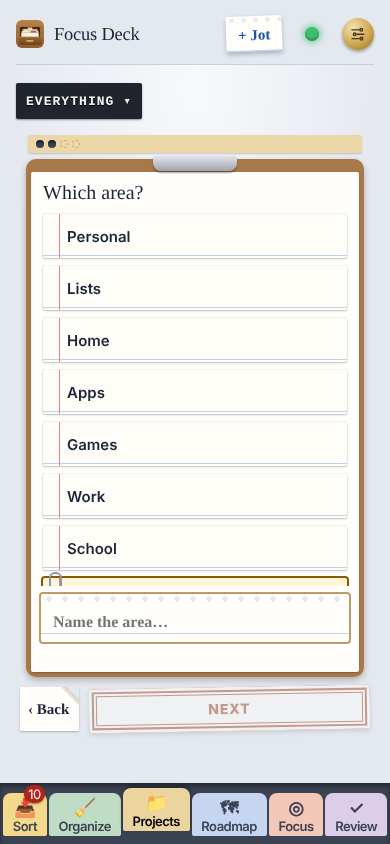 Focus Deck
+ Jot
EVERYTHING ▾
Which area?
Personal
Lists
Home
Apps
Games
Work
School
Name the area…
‹ Back
NEXT
10
Sort
Organize
Projects
Roadmap
Focus
Review